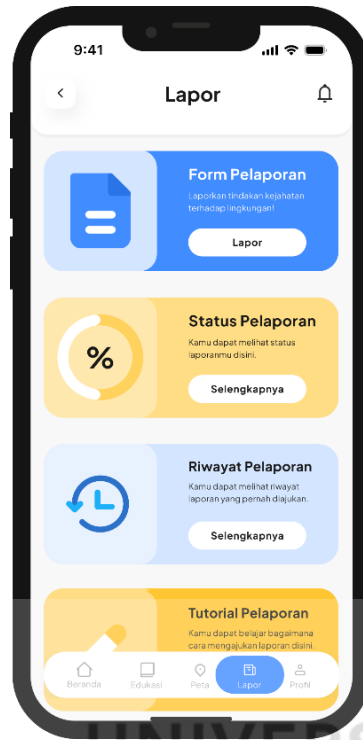 9:41
Lapor
Form Pelaporan
Laporkan tindakan kejahatan
terhadap lingkungan!
Lapor
%
Status Pelaporan
Kamu dapat melihat status
laporanmu disini.
Selengkapnya
Riwayat Pelaporan
Kamu dapat melihat riwayat
laporan yang pernah diajukan.
Selengkapnya
Tutorial Pelaporan
Kamu dapat belajar bagaimana
cara mengajukan laporan disini.
Beranda
Edukasi
Peta
Lapor
Profil